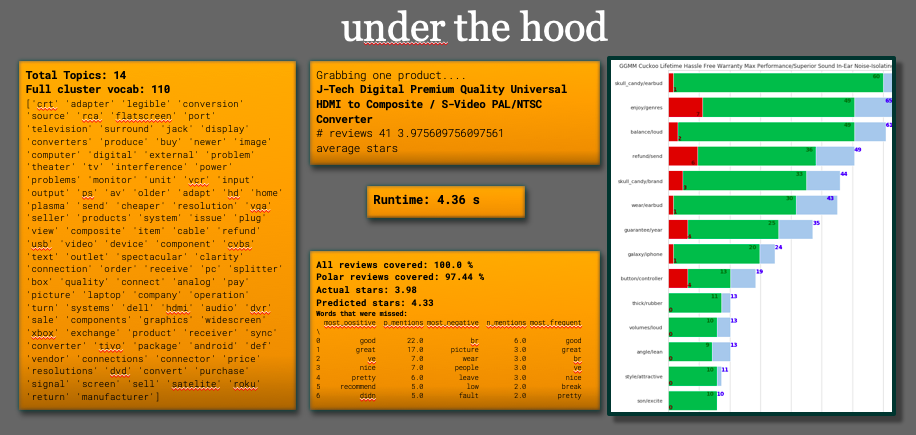 under the hood
Total Topics: 14
Full cluster vocab: 110
['crt' 'adapter' 'legible' 'conversion'
'source' 'rca' 'flatscreen' 'port'
'television' 'surround' 'jack' 'display'
'converters' 'produce' 'buy' 'newer' 'image'
'computer' 'digital' 'external' 'problem'
'theater' 'tv' 'interference' 'power'
'problems' 'monitor' 'unit' 'vcr' 'input'
'output' 'ps' 'av' 'older' 'adapt' 'hd' 'home'
'plasma' 'send' 'cheaper' 'resolution' 'vga'
'seller' 'products' 'system' 'issue' 'plug'
'view' 'composite' 'item' 'cable' 'refund'
'usb' 'video' 'device' 'component' 'cvbs'
'text' 'outlet' 'spectacular' 'clarity'
'connection' 'order' 'receive' 'pc' 'splitter'
'box' 'quality' 'connect' 'analog' 'pay'
'picture' 'laptop' 'company' 'operation'
'turn' 'systems' 'dell' 'hdmi' 'audio' 'dvr'
'sale' 'components' 'graphics' 'widescreen'
'xbox' 'exchange' 'product' 'receiver' 'sync'
'converter' 'tivo' 'package' 'android' 'def'
'vendor' 'connections' 'connector' 'price'
'resolutions' 'dvd' 'convert' 'purchase'
'signal' 'screen' 'sell' 'satelite' 'roku'
'return' 'manufacturer']
Grabbing one product....
J-Tech Digital Premium Quality Universal
HDMI to Composite / S-Video PAL/NTSC
Converter
# reviews 41 3.975609756097561
average stars
Runtime: 4.36 s
All reviews covered: 100.0 %
Polar reviews covered: 97.44 %
Actual stars: 3.98
Predicted stars: 4.33
Words that were missed:
most_positive n_mentions most_negative n_mentions most_frequent
\
0 good 22.0 br 6.0 good
1 great 17.0 picture 3.0 great
2 ve 7.0 wear 3.0 br
3 nice 7.0 people 3.0 ve
4 pretty 6.0 leave 3.0 nice
5 recommend 5.0 low 2.0 break
6 didn 5.0 fault 2.0 pretty
GGMM Cuckoo Lifetime Hassle Free Warranty Max Performance/Superior Sound In-Ear Noise-Isolatin
skull_candy/earbud 1 60
enjoy/genres 49 65
balance/loud 2 61
refund/send 49
skull_candy/brand 44
wear/earbud 1 30 43
guarantee/year 4 25 35
galaxy/iphone 1 20 24
button/controller 4 19
thick/rubber 0 11 13
volumes/loud 0 10 13
angle/lean 0 13
style/attractive 0 10 11
son/excite 0 10 10